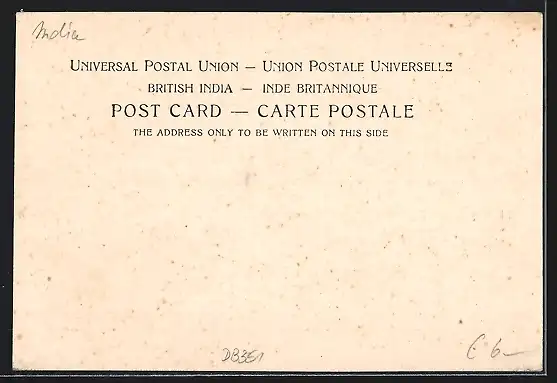 India
UNIVERSAL POSTAL UNION — UNION POSTALE UNIVERSELLE
BRITISH INDIA — INDE BRITANNIQUE
POST CARD — CARTE POSTALE
THE ADDRESS ONLY TO BE WRITTEN ON THIS SIDE
D8351
€ 6—